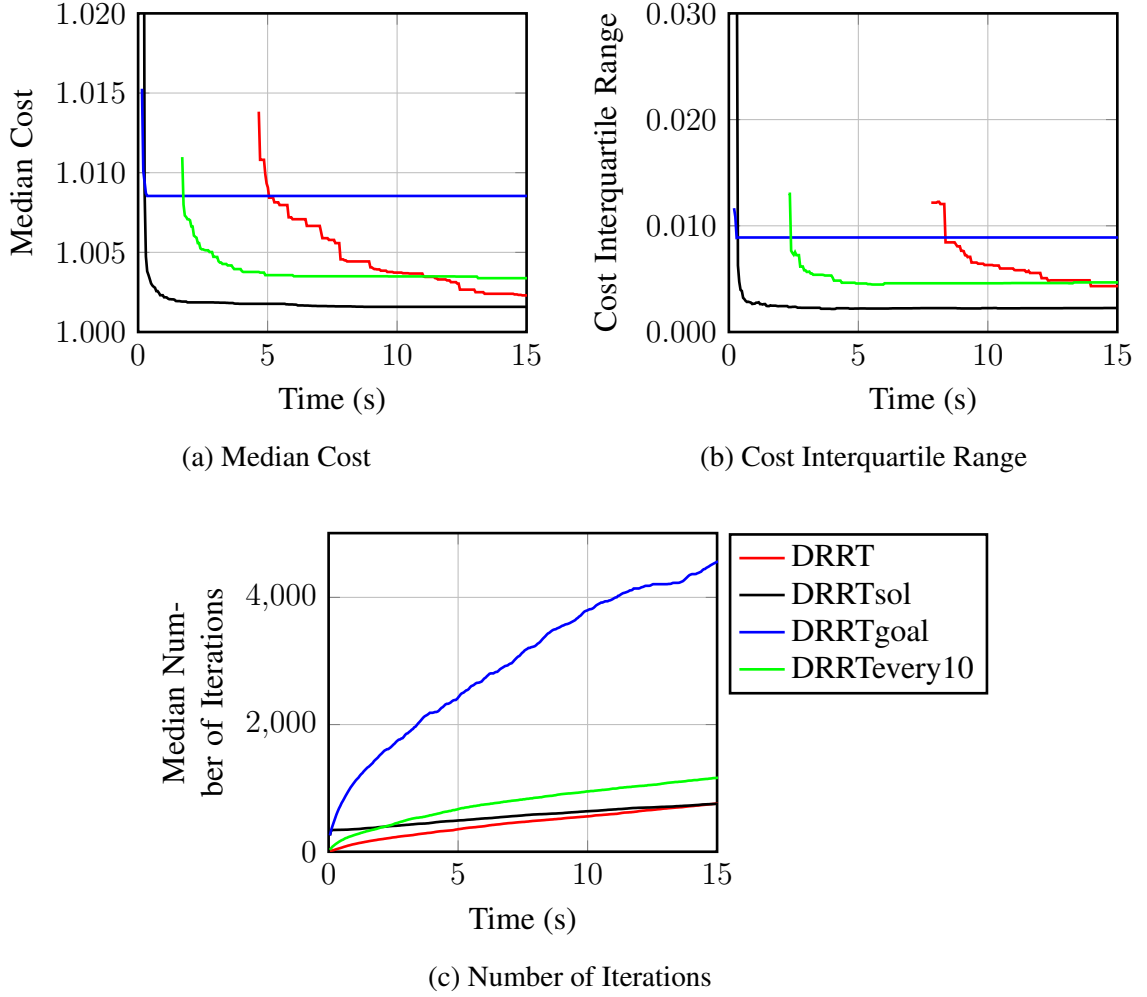 1.020
1.015
1.010
1.005
1.000
Median Cost
0
5
10
15
Time (s)
(a) Median Cost
0.030
0.020
0.010
0.000
Cost Interquartile Range
0
5
10
15
Time (s)
(b) Cost Interquartile Range
4,000
2,000
0
Median Num-
ber of Iterations
0
5
10
15
Time (s)
DRRT
DRRTsol
DRRTgoal
DRRTevery10
(c) Number of Iterations